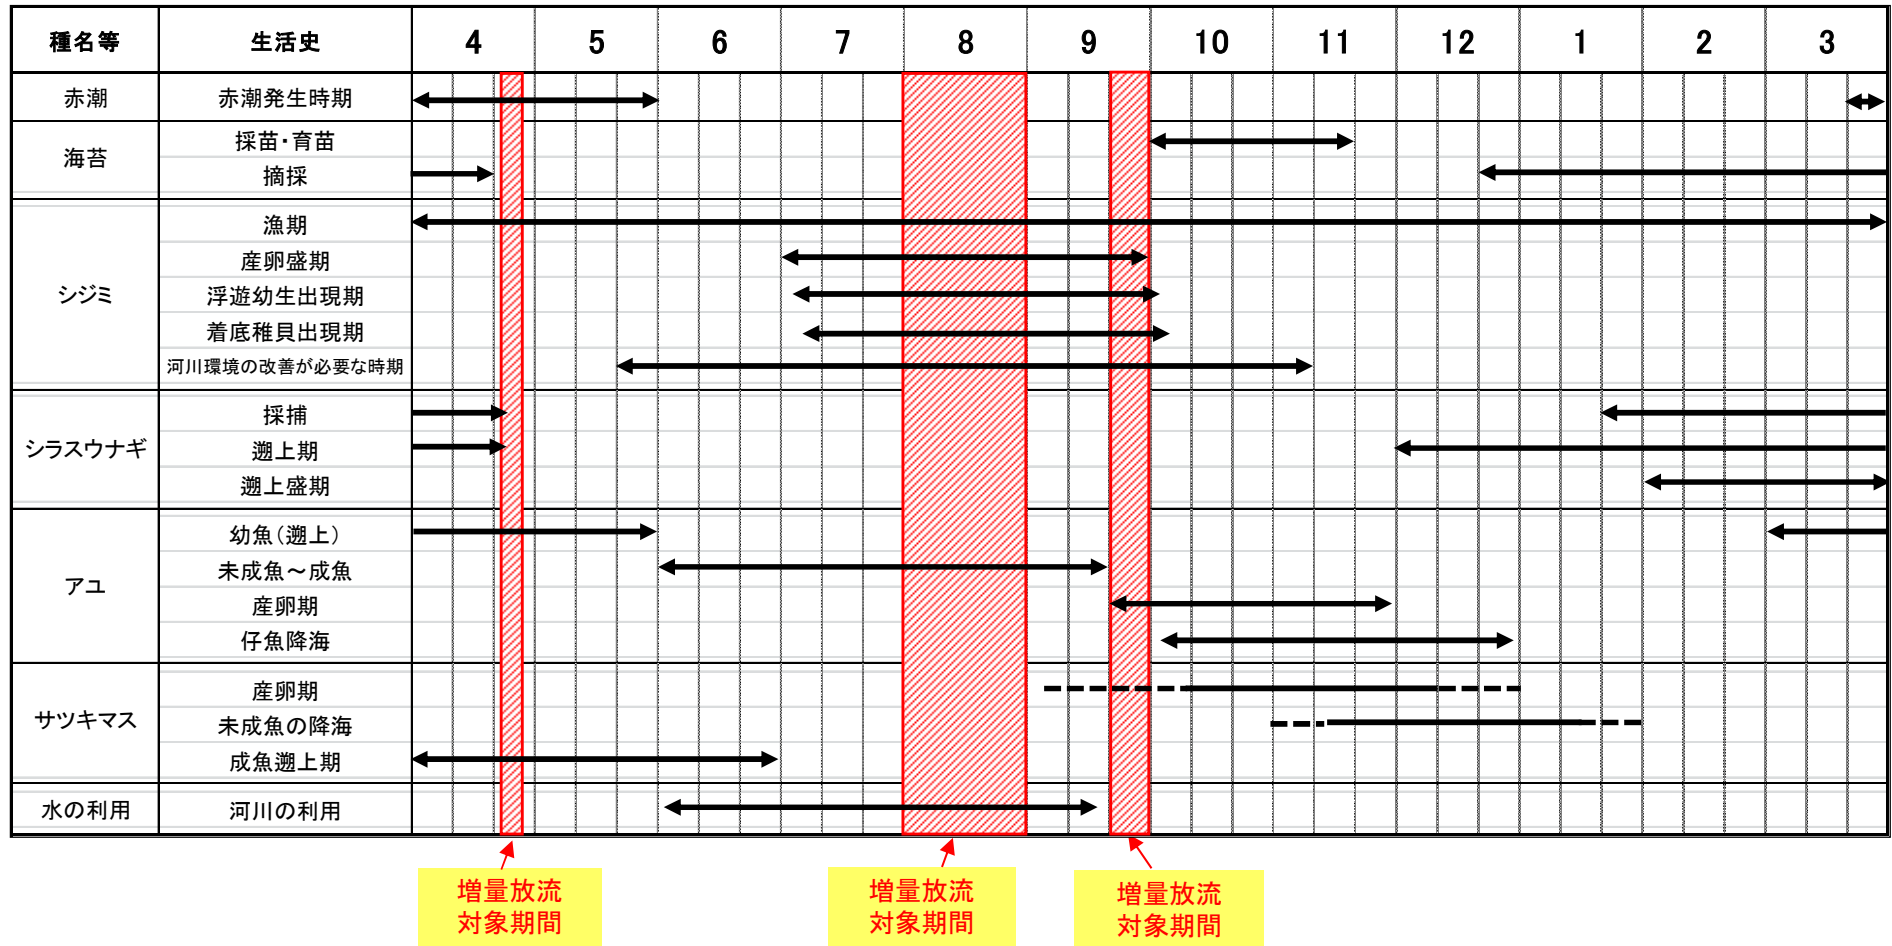 種名等 生活史 4 5 6 7 8 9 10 11 12 1 2 3
赤潮 赤潮発生時期
海苔 採苗・育苗
摘採
シジミ 漁期
産卵盛期
浮遊幼生出現期
着底稚貝出現期
河川環境の改善が必要な時期
シラスウナギ 採捕
遡上期
遡上盛期
アユ 幼魚(遡上)
未成魚～成魚
産卵期
仔魚降海
サツキマス 産卵期
未成魚の降海
成魚遡上期
水の利用 河川の利用
増量放流
対象期間
増量放流
対象期間
増量放流
対象期間